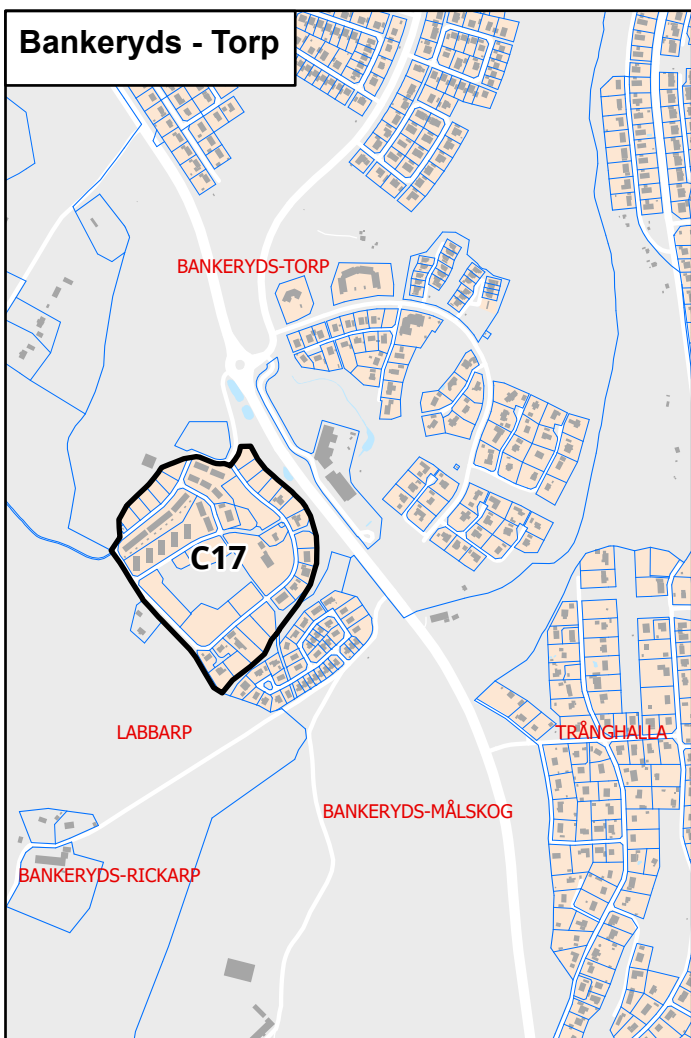 Bankeryds - Torp
BANKERYDS-TORP
C17
LABBARP
TRÅNGHALLA
BANKERYDS-MÅLSKOG
BANKERYDS-RICKARP